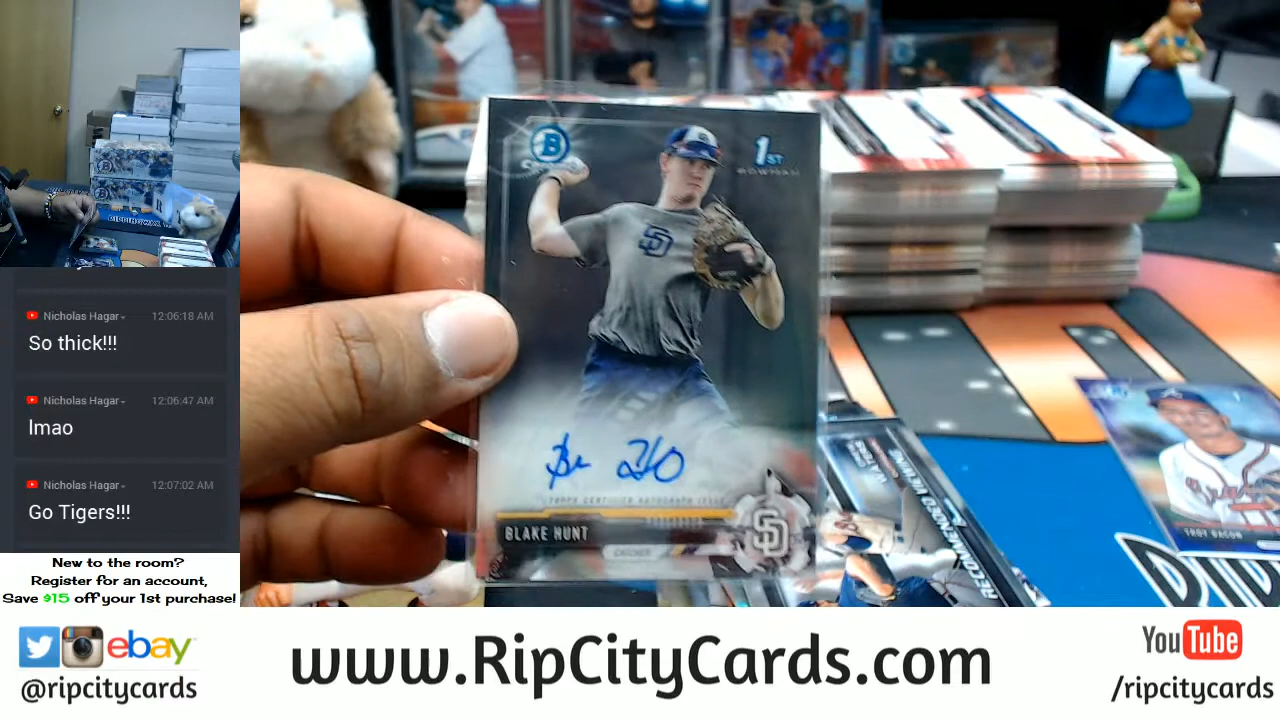 Nicholas Hagar 12:06:18 AM
So thick!!!
Nicholas Hagar 12:06:47 AM
lmao
Nicholas Hagar 12:07:02 AM
Go Tigers!!!
New to the room?
Register for an account,
Save $15 off your 1st purchase!
B
1ST
BOWMAN
SD
TOPPS CERTIFIED AUTOGRAPH ISSUE
BLAKE HUNT
CATCHER
SD
TROY BACON
ebay
@ripcitycards
www.RipCityCards.com
YouTube
/ripcitycards